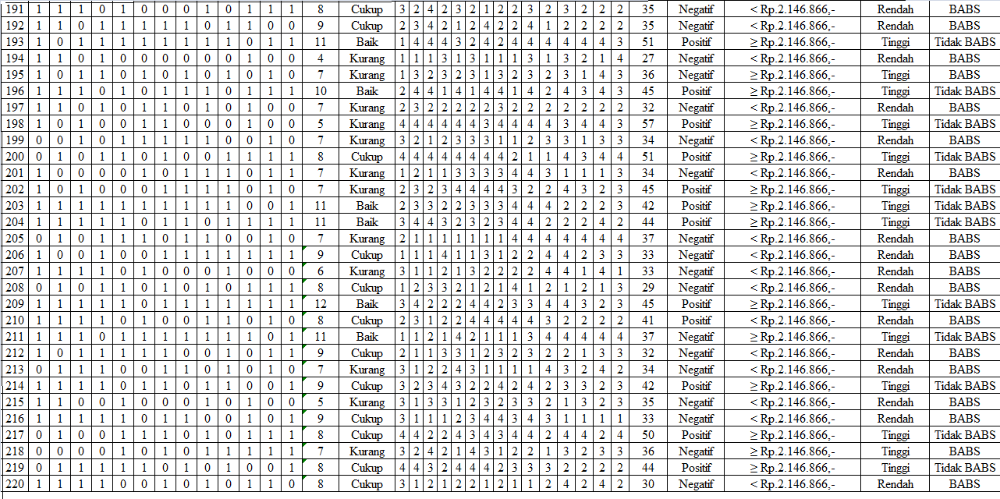 191 1 1 1 0 1 0 0 0 1 0 1 1 1 8 Cukup 3 2 4 2 3 2 1 2 2 3 2 3 2 2 2 35 Negatif < Rp.2.146.866,- Rendah BABS
192 1 1 0 1 1 1 1 1 0 1 1 0 0 9 Cukup 2 3 4 2 1 2 4 2 2 4 1 2 2 2 2 35 Negatif < Rp.2.146.866,- Rendah BABS
193 1 0 1 1 1 1 1 1 1 1 0 1 1 11 Baik 1 4 4 4 3 2 4 2 4 4 4 4 4 4 3 51 Positif ≥ Rp.2.146.866,- Tinggi Tidak BABS
194 1 1 0 1 0 0 0 0 0 0 1 0 0 4 Kurang 1 1 1 3 1 3 1 1 1 3 1 3 2 1 4 27 Negatif < Rp.2.146.866,- Rendah BABS
195 1 0 1 1 0 1 0 1 0 1 0 1 0 7 Kurang 1 3 2 3 2 3 1 3 2 3 2 3 1 4 3 36 Negatif ≥ Rp.2.146.866,- Tinggi BABS
196 1 1 1 1 0 1 0 1 0 1 1 1 1 10 Baik 2 4 4 1 4 1 4 4 1 4 2 4 3 4 3 45 Positif ≥ Rp.2.146.866,- Tinggi Tidak BABS
197 1 1 0 1 0 1 1 0 0 1 1 0 0 7 Kurang 2 3 2 2 2 2 2 3 2 2 2 2 2 2 2 32 Negatif < Rp.2.146.866,- Rendah BABS
198 1 0 1 0 1 1 0 0 0 1 0 0 0 5 Kurang 4 4 4 4 4 4 3 4 4 4 4 3 4 4 3 57 Positif ≥ Rp.2.146.866,- Tinggi Tidak BABS
199 0 0 1 0 1 1 1 1 1 0 0 1 0 7 Kurang 3 2 1 2 3 3 3 1 1 2 3 3 1 3 3 34 Negatif < Rp.2.146.866,- Rendah BABS
200 0 1 0 1 1 0 1 0 0 1 1 1 1 8 Cukup 4 4 4 4 4 4 4 4 2 1 1 4 3 4 4 51 Positif ≥ Rp.2.146.866,- Tinggi Tidak BABS
201 1 0 0 0 0 1 0 1 1 0 1 1 1 7 Kurang 1 2 1 1 3 3 3 3 4 4 3 1 1 1 3 34 Negatif < Rp.2.146.866,- Rendah BABS
202 1 0 1 0 0 0 1 1 1 1 0 1 0 7 Kurang 2 3 2 3 4 4 4 4 3 2 2 4 3 2 3 45 Positif ≥ Rp.2.146.866,- Tinggi Tidak BABS
203 1 1 1 1 1 1 1 1 1 1 0 0 1 11 Baik 2 3 3 2 2 3 3 3 4 4 4 2 2 2 3 42 Positif ≥ Rp.2.146.866,- Tinggi Tidak BABS
204 1 1 1 1 1 0 1 1 0 1 1 1 1 11 Baik 3 4 4 3 2 3 2 3 4 4 2 2 2 4 2 44 Positif ≥ Rp.2.146.866,- Tinggi Tidak BABS
205 0 1 0 1 1 0 1 1 0 1 1 0 0 7 Kurang 2 1 1 1 1 1 1 1 4 4 4 4 4 4 4 37 Negatif < Rp.2.146.866,- Rendah BABS
206 1 0 0 1 0 0 1 1 1 1 1 1 1 9 Cukup 1 1 1 4 1 1 3 1 2 2 4 4 2 3 3 33 Negatif < Rp.2.146.866,- Rendah BABS
207 1 1 1 1 0 1 0 0 0 1 0 0 0 6 Kurang 3 1 1 2 1 3 2 2 2 2 4 4 1 4 1 33 Negatif < Rp.2.146.866,- Rendah BABS
208 0 1 0 1 1 0 1 1 0 0 1 1 1 8 Cukup 1 2 3 3 2 1 2 1 4 1 2 1 2 1 3 29 Negatif < Rp.2.146.866,- Rendah BABS
209 1 1 1 1 1 0 1 1 1 1 1 1 1 12 Baik 3 4 2 2 2 4 4 2 3 3 4 4 3 2 3 45 Positif ≥ Rp.2.146.866,- Tinggi Tidak BABS
210 1 1 1 1 0 1 0 0 1 1 0 1 0 8 Cukup 2 3 1 2 2 4 4 4 4 4 3 2 2 2 2 41 Positif < Rp.2.146.866,- Rendah BABS
211 1 1 1 0 1 1 1 1 1 1 1 0 1 11 Baik 1 1 2 1 4 2 1 1 1 3 4 4 4 4 4 37 Negatif ≥ Rp.2.146.866,- Tinggi Tidak BABS
212 1 0 1 1 1 1 1 0 0 1 1 0 1 9 Cukup 2 1 1 3 3 1 2 3 2 3 2 2 1 3 3 32 Negatif < Rp.2.146.866,- Rendah BABS
213 0 1 1 1 0 1 0 0 0 1 1 1 0 7 Kurang 3 1 2 2 4 3 1 1 1 1 4 3 2 4 2 34 Negatif < Rp.2.146.866,- Rendah BABS
214 1 1 1 1 0 1 1 0 0 1 0 1 1 9 Cukup 3 2 3 4 3 2 2 4 2 4 2 3 3 2 3 42 Positif ≥ Rp.2.146.866,- Tinggi Tidak BABS
215 1 1 0 0 1 0 0 0 1 0 1 0 0 5 Kurang 3 1 3 3 1 2 3 2 3 3 2 1 3 2 3 35 Negatif < Rp.2.146.866,- Rendah BABS
216 1 1 1 1 0 1 1 0 0 1 0 1 1 9 Cukup 3 1 1 1 2 3 4 4 3 4 3 1 1 1 1 33 Negatif < Rp.2.146.866,- Rendah BABS
217 0 1 0 0 1 1 1 0 1 0 1 1 1 8 Cukup 4 4 2 2 4 3 4 3 4 4 2 4 4 2 4 50 Positif ≥ Rp.2.146.866,- Tinggi Tidak BABS
218 0 0 0 0 1 1 0 1 0 1 1 1 1 7 Kurang 3 2 4 2 1 4 3 1 2 2 1 3 2 3 3 36 Negatif ≥ Rp.2.146.866,- Tinggi BABS
219 0 1 1 1 1 1 0 1 0 1 0 0 1 8 Cukup 4 4 3 2 4 4 4 2 3 3 3 2 2 2 2 44 Positif ≥ Rp.2.146.866,- Tinggi Tidak BABS
220 1 1 1 1 0 0 1 0 1 0 1 1 0 8 Cukup 3 1 2 1 2 2 1 2 1 1 2 4 2 4 2 30 Negatif < Rp.2.146.866,- Rendah BABS